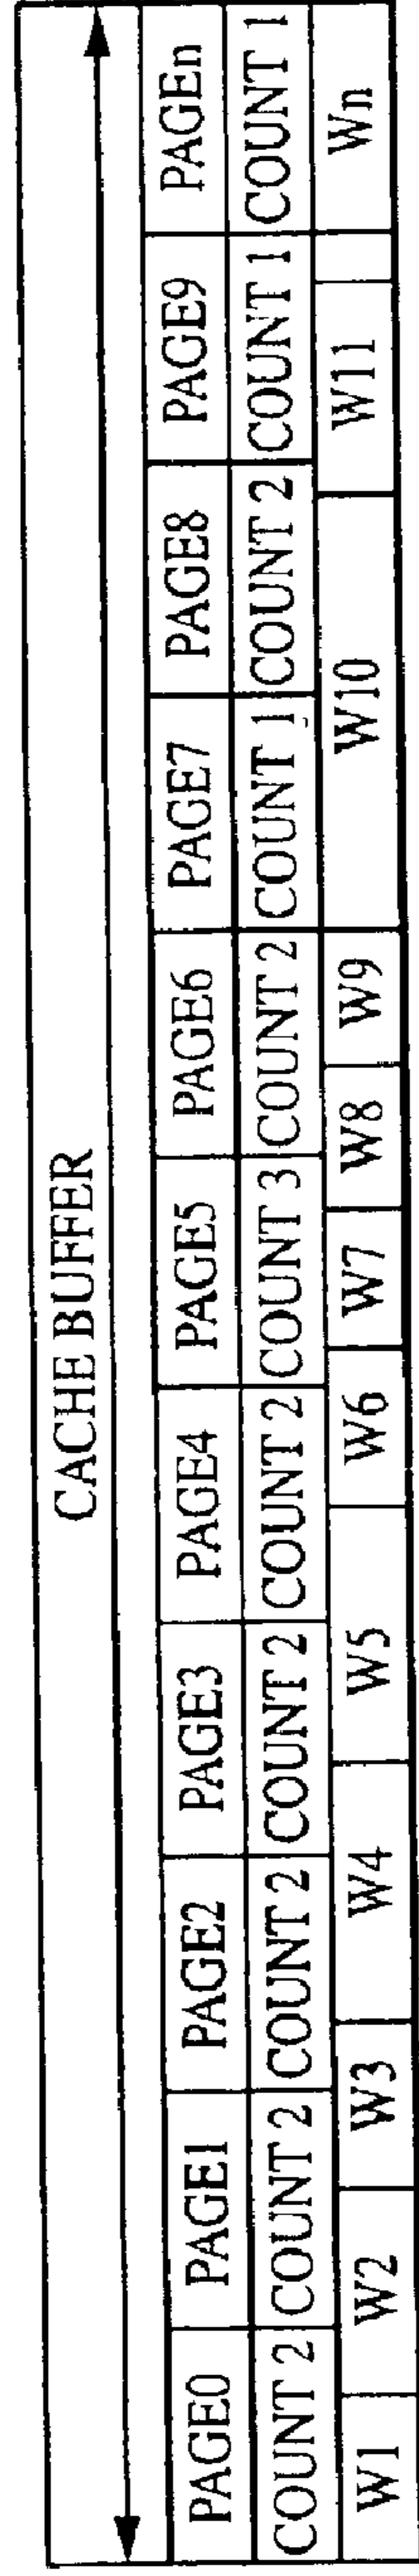 CACHE BUFFER
PAGE0 PAGE1 PAGE2 PAGE3 PAGE4 PAGE5 PAGE6 PAGE7 PAGE8 PAGE9 PAGEn
COUNT 2 COUNT 2 COUNT 2 COUNT 2 COUNT 2 COUNT 3 COUNT 2 COUNT 1 COUNT 2 COUNT 1 COUNT 1
W1 W2 W3 W4 W5 W6 W7 W8 W9 W10 W11 Wn